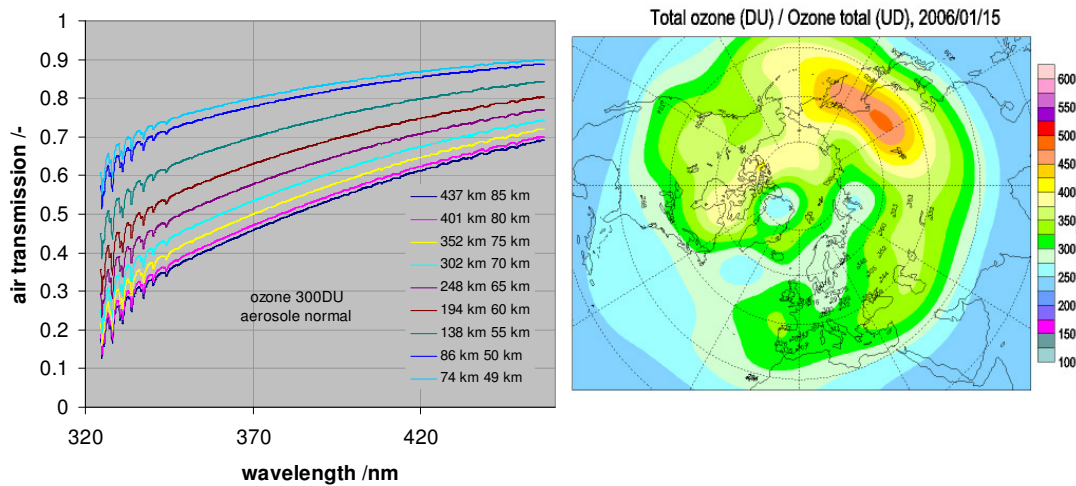 1
0.9
0.8
0.7
0.6
0.5
0.4
0.3
0.2
0.1
0
air transmission /-
437 km 85 km
401 km 80 km
352 km 75 km
302 km 70 km
248 km 65 km
194 km 60 km
138 km 55 km
86 km 50 km
74 km 49 km
ozone 300DU
aerosole normal
320
370
420
wavelength /nm
Total ozone (DU) / Ozone total (UD), 2006/01/15
600
550
500
450
400
350
300
250
200
150
100